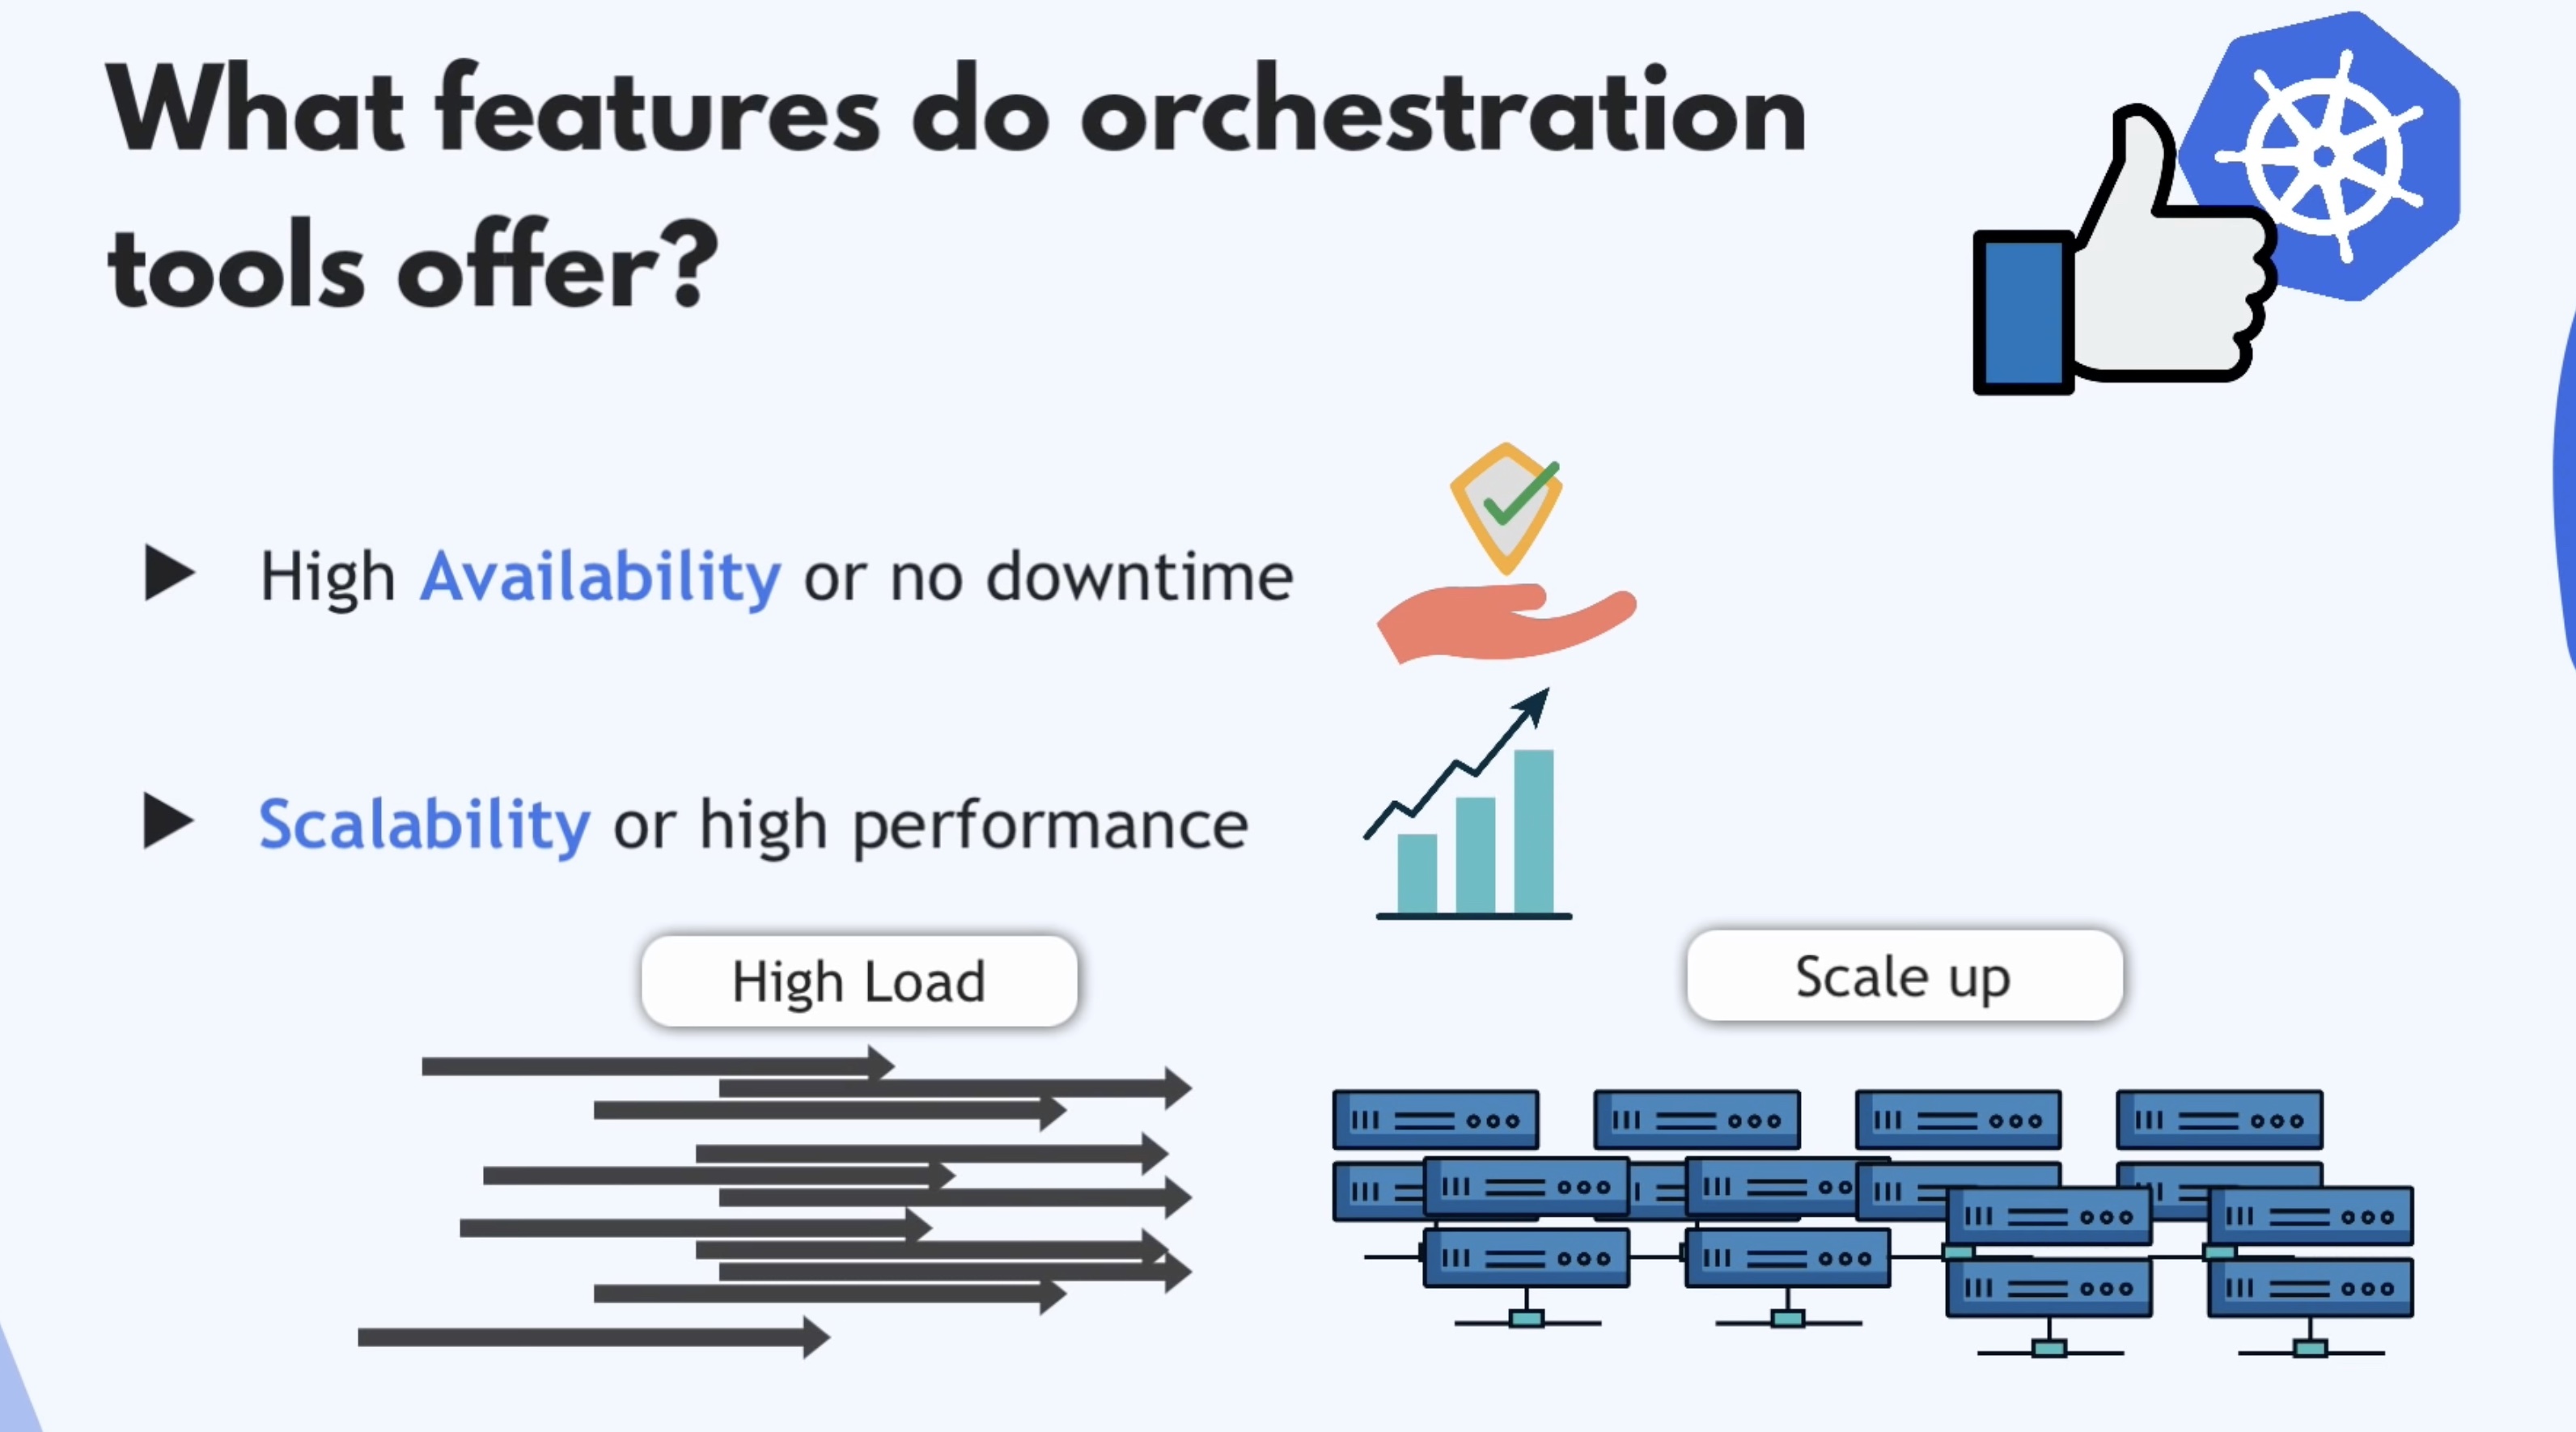 What features do orchestration
tools offer?
High Availability or no downtime
Scalability or high performance
High Load
Scale up